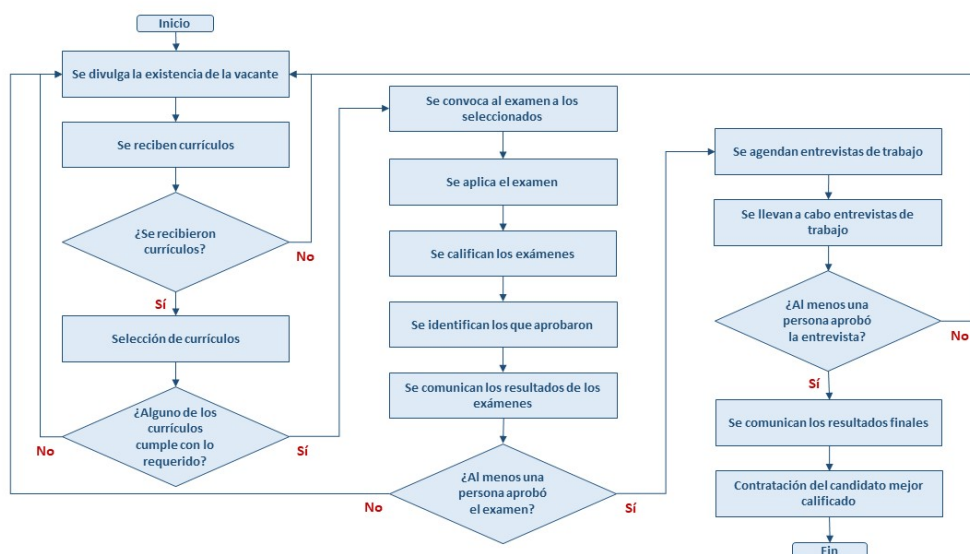 Inicio
Se divulga la existencia de la vacante
Se reciben currículos
¿Se recibieron
currículos?
No
Sí
Selección de currículos
¿Alguno de los
currículos
cumple con lo
requerido?
No
Sí
Se convoca al examen a los
seleccionados
Se aplica el examen
Se califican los exámenes
Se identifican los que aprobaron
Se comunican los resultados de los
exámenes
¿Al menos una
persona aprobó
el examen?
No
Sí
Se agendan entrevistas de trabajo
Se llevan a cabo entrevistas de
trabajo
¿Al menos una
persona aprobó
la entrevista?
No
Sí
Se comunican los resultados finales
Contratación del candidato mejor
calificado
Fin